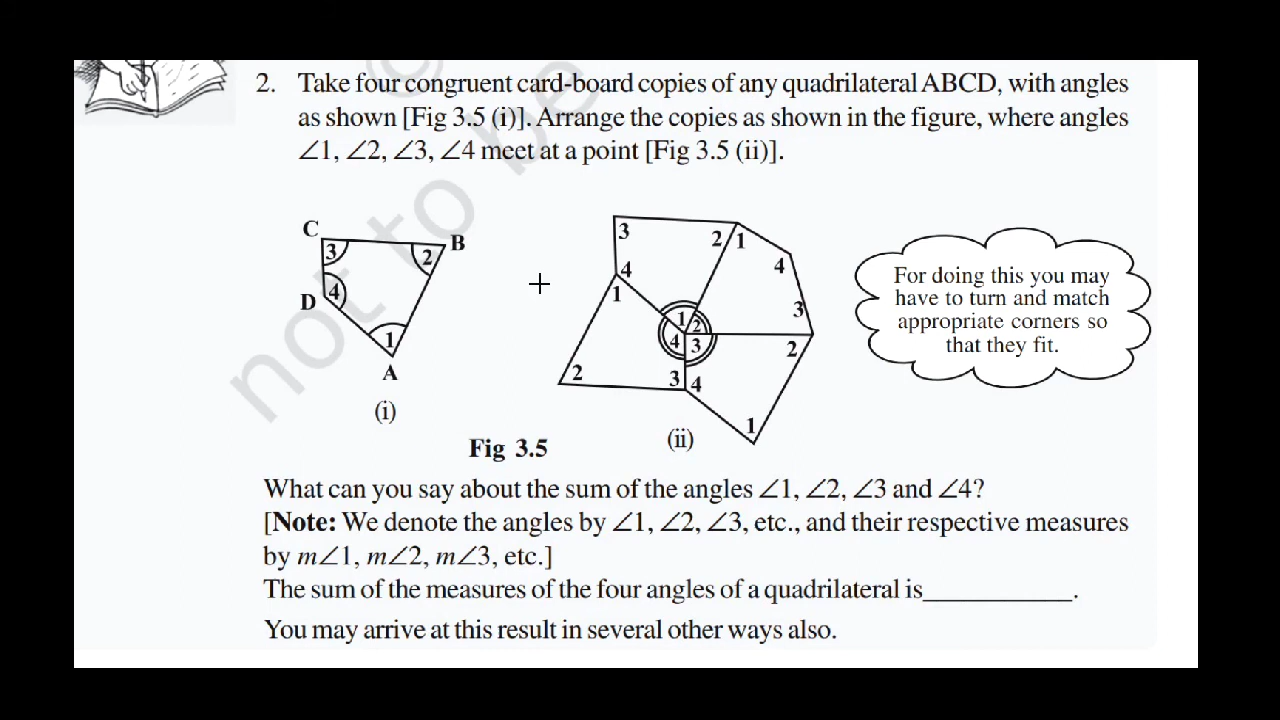 2. Take four congruent card-board copies of any quadrilateral ABCD, with angles
as shown [Fig 3.5 (i)]. Arrange the copies as shown in the figure, where angles
∠1, ∠2, ∠3, ∠4 meet at a point [Fig 3.5 (ii)].
C
3
2
B
D
4
1
A
(i)
3
2
1
4
4
1
3
1
2
4
3
2
2
3
4
1
(ii)
For doing this you may
have to turn and match
appropriate corners so
that they fit.
Fig 3.5
What can you say about the sum of the angles ∠1, ∠2, ∠3 and ∠4?
[Note: We denote the angles by ∠1, ∠2, ∠3, etc., and their respective measures
by m∠1, m∠2, m∠3, etc.]
The sum of the measures of the four angles of a quadrilateral is___________.
You may arrive at this result in several other ways also.
not to be
©